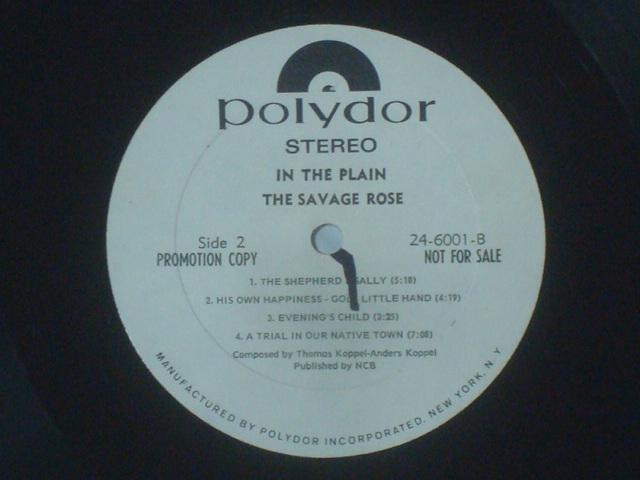 polydor
STEREO
IN THE PLAIN
THE SAVAGE ROSE
Side 2
24-6001-B
PROMOTION COPY
NOT FOR SALE
1. THE SHEPHERD SALLY (5:18)
2. HIS OWN HAPPINESS - LITTLE HAND (4:19)
3. EVENING'S CHILD (2:25)
4. A TRIAL IN OUR NATIVE TOWN (7:08)
Composed by Thomas Koppel-Anders Koppel
Published by NCB
MANUFACTURED BY POLYDOR INCORPORATED, NEW YORK, N.Y